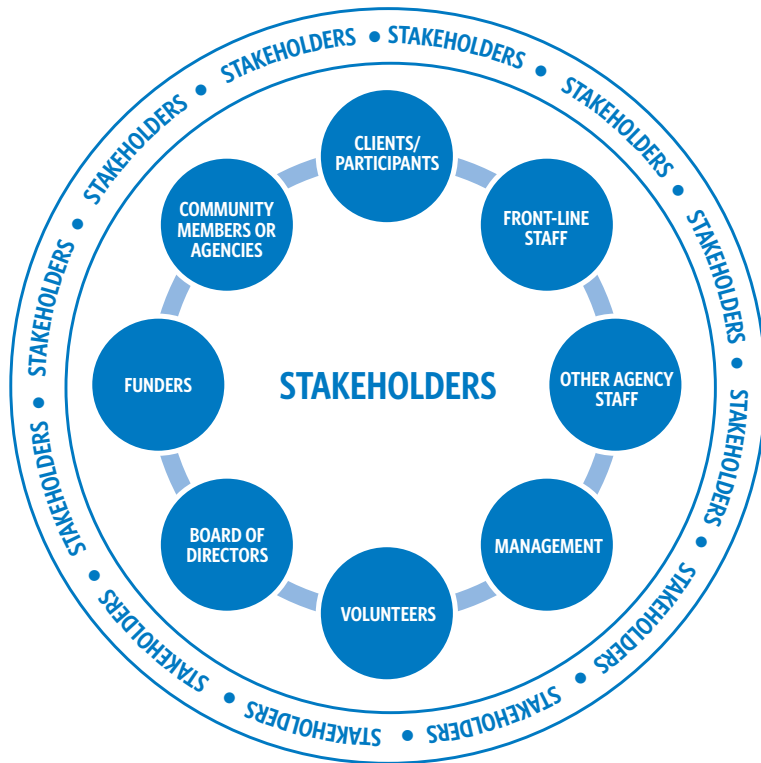 STAKEHOLDERS • STAKEHOLDERS • STAKEHOLDERS • STAKEHOLDERS • STAKEHOLDERS • STAKEHOLDERS • STAKEHOLDERS • STAKEHOLDERS • STAKEHOLDERS • STAKEHOLDERS • STAKEHOLDERS • STAKEHOLDERS •
CLIENTS/
PARTICIPANTS
FRONT-LINE
STAFF
OTHER AGENCY
STAFF
MANAGEMENT
VOLUNTEERS
BOARD OF
DIRECTORS
FUNDERS
COMMUNITY
MEMBERS OR
AGENCIES
STAKEHOLDERS